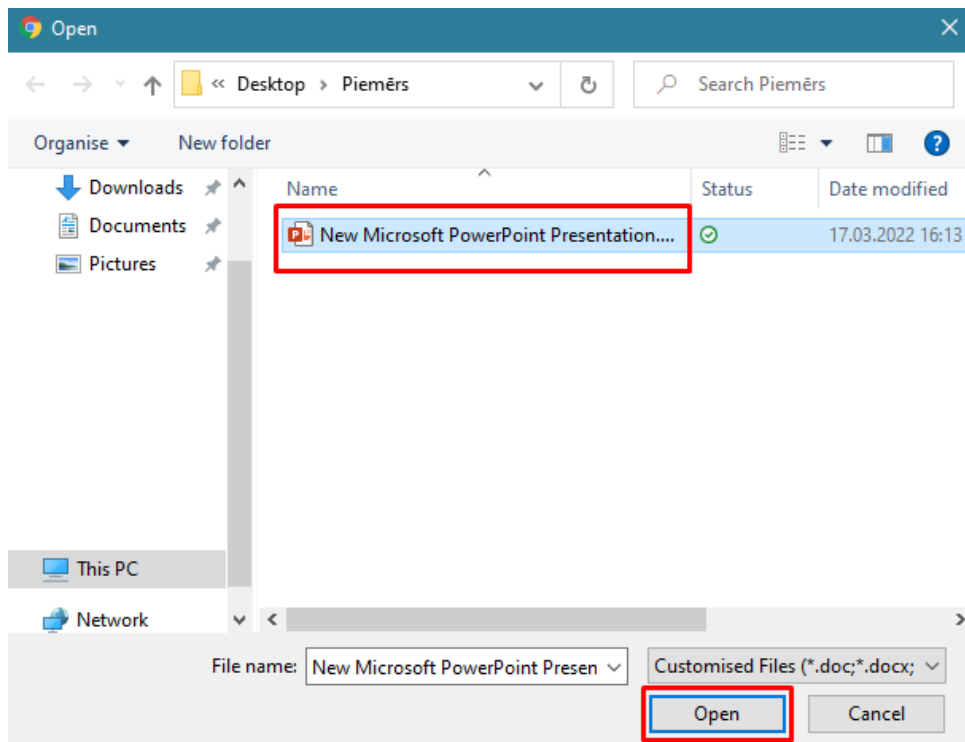 Open
« Desktop › Piemērs
Search Piemērs
Organise
New folder
Downloads
Documents
Pictures
This PC
Network
Name
Status
Date modified
New Microsoft PowerPoint Presentation....
17.03.2022 16:13
File name:
New Microsoft PowerPoint Presen
Customised Files (*.doc;*.docx;
Open
Cancel